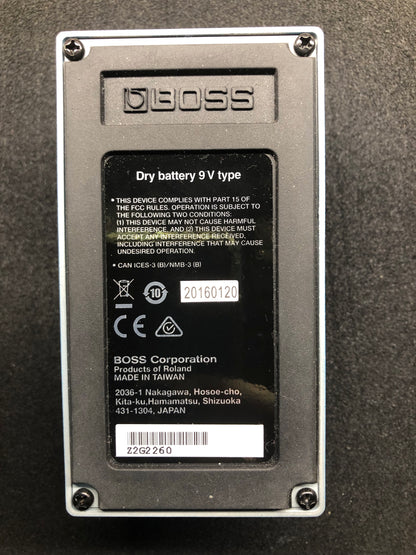 BOSS
Dry battery 9 V type
• THIS DEVICE COMPLIES WITH PART 15 OF
THE FCC RULES. OPERATION IS SUBJECT TO
THE FOLLOWING TWO CONDITIONS:
(1) THIS DEVICE MAY NOT CAUSE HARMFUL
INTERFERENCE, AND (2) THIS DEVICE MUST
ACCEPT ANY INTERFERENCE RECEIVED,
INCLUDING INTERFERENCE THAT MAY CAUSE
UNDESIRED OPERATION.
• CAN ICES-3 (B)/NMB-3 (B)
10
20160120
CE
BOSS Corporation
Products of Roland
MADE IN TAIWAN
2036-1 Nakagawa, Hosoe-cho,
Kita-ku,Hamamatsu, Shizuoka
431-1304, JAPAN
Z2G2260